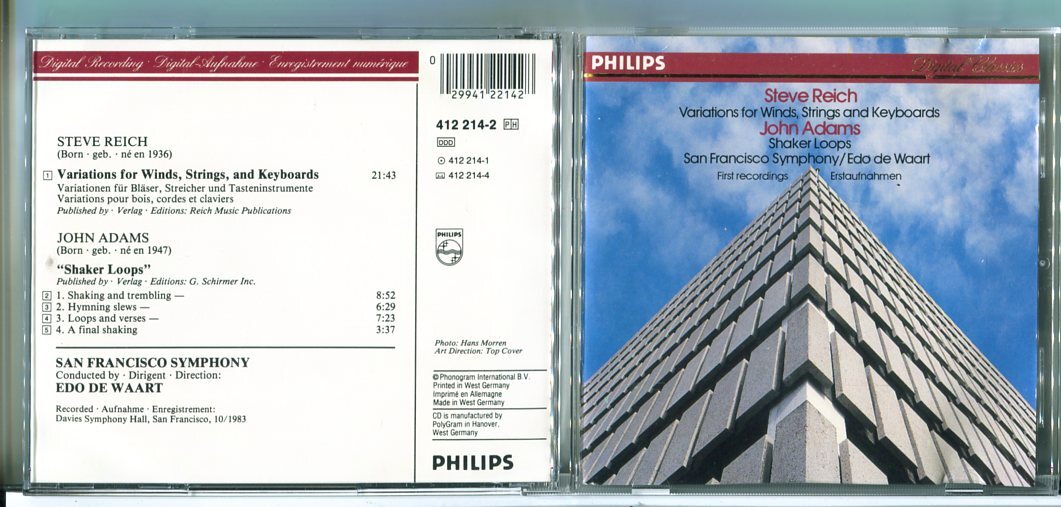 Digital Recording · Digital-Aufnahme · Enregistrement numérique
STEVE REICH
(Born · geb. · né en 1936)
1 Variations for Winds, Strings, and Keyboards 21:43
Variationen für Bläser, Streicher und Tasteninstrumente
Variations pour bois, cordes et claviers
Published by · Verlag · Editions: Reich Music Publications
JOHN ADAMS
(Born · geb. · né en 1947)
“Shaker Loops”
Published by · Verlag · Editions: G. Schirmer Inc.
2 1. Shaking and trembling — 8:52
3 2. Hymning slews — 6:29
4 3. Loops and verses — 7:23
5 4. A final shaking 3:37
SAN FRANCISCO SYMPHONY
Conducted by · Dirigent · Direction:
EDO DE WAART
Recorded · Aufnahme · Enregistrement:
Davies Symphony Hall, San Francisco, 10/1983
0
29941 22142
412 214-2 PH
DDD
412 214-1
412 214-4
PHILIPS
Photo: Hans Morren
Art Direction: Top Cover
© Phonogram International B.V.
Printed in West Germany
Imprimé en Allemagne
Made in West Germany
CD is manufactured by
PolyGram in Hanover,
West Germany
PHILIPS
PHILIPS Digital Classics
Steve Reich
Variations for Winds, Strings and Keyboards
John Adams
Shaker Loops
San Francisco Symphony/Edo de Waart
First recordings Erstaufnahmen